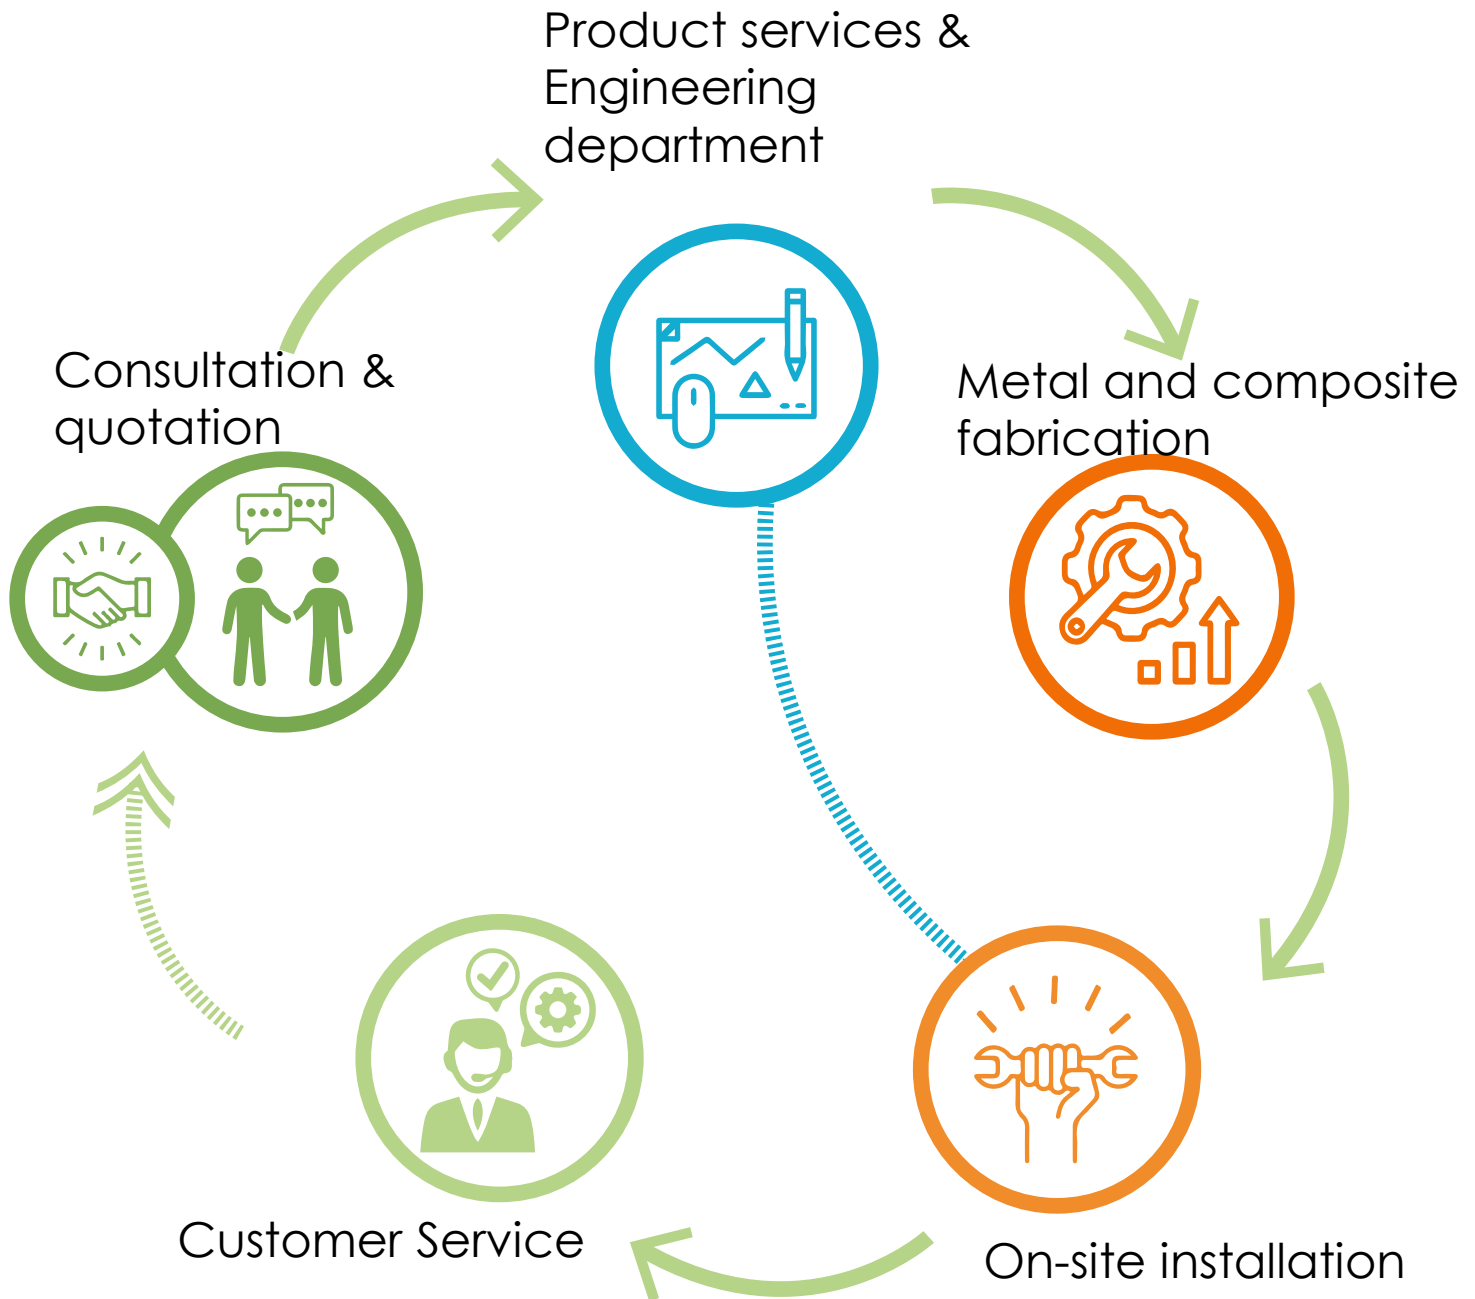 Product services &
Engineering
department
Consultation &
quotation
Metal and composite
fabrication
Customer Service
On-site installation